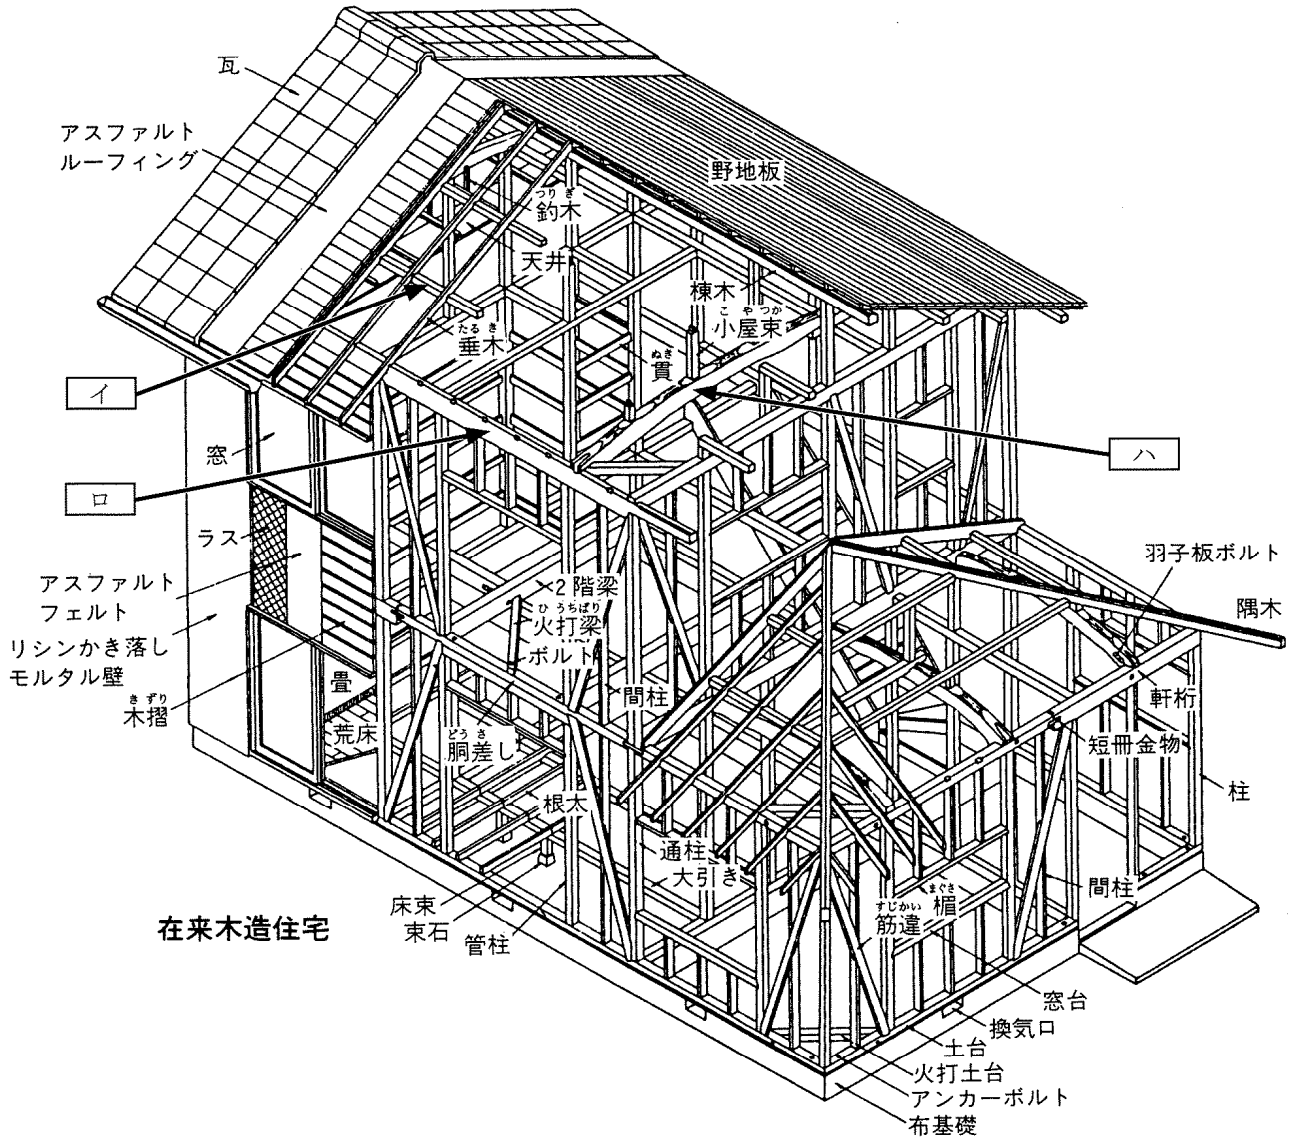 瓦
アスファルト
ルーフィング
野地板
つりぎ
釣木
天井
棟木
こやつか
小屋束
たるき
垂木
ぬき
貫
イ
ハ
窓
ロ
ラス
羽子板ボルト
アスファルト
フェルト
2階梁
ひうちばり
火打梁
ボルト
隅木
リシンかき落し
モルタル壁
畳
間柱
軒桁
きずり
木摺
荒床
どうさ
胴差し
短冊金物
根太
柱
通柱
大引き
間柱
床束
束石
管柱
まぐさ
楣
すじかい
筋違
在来木造住宅
窓台
換気口
土台
火打土台
アンカーボルト
布基礎